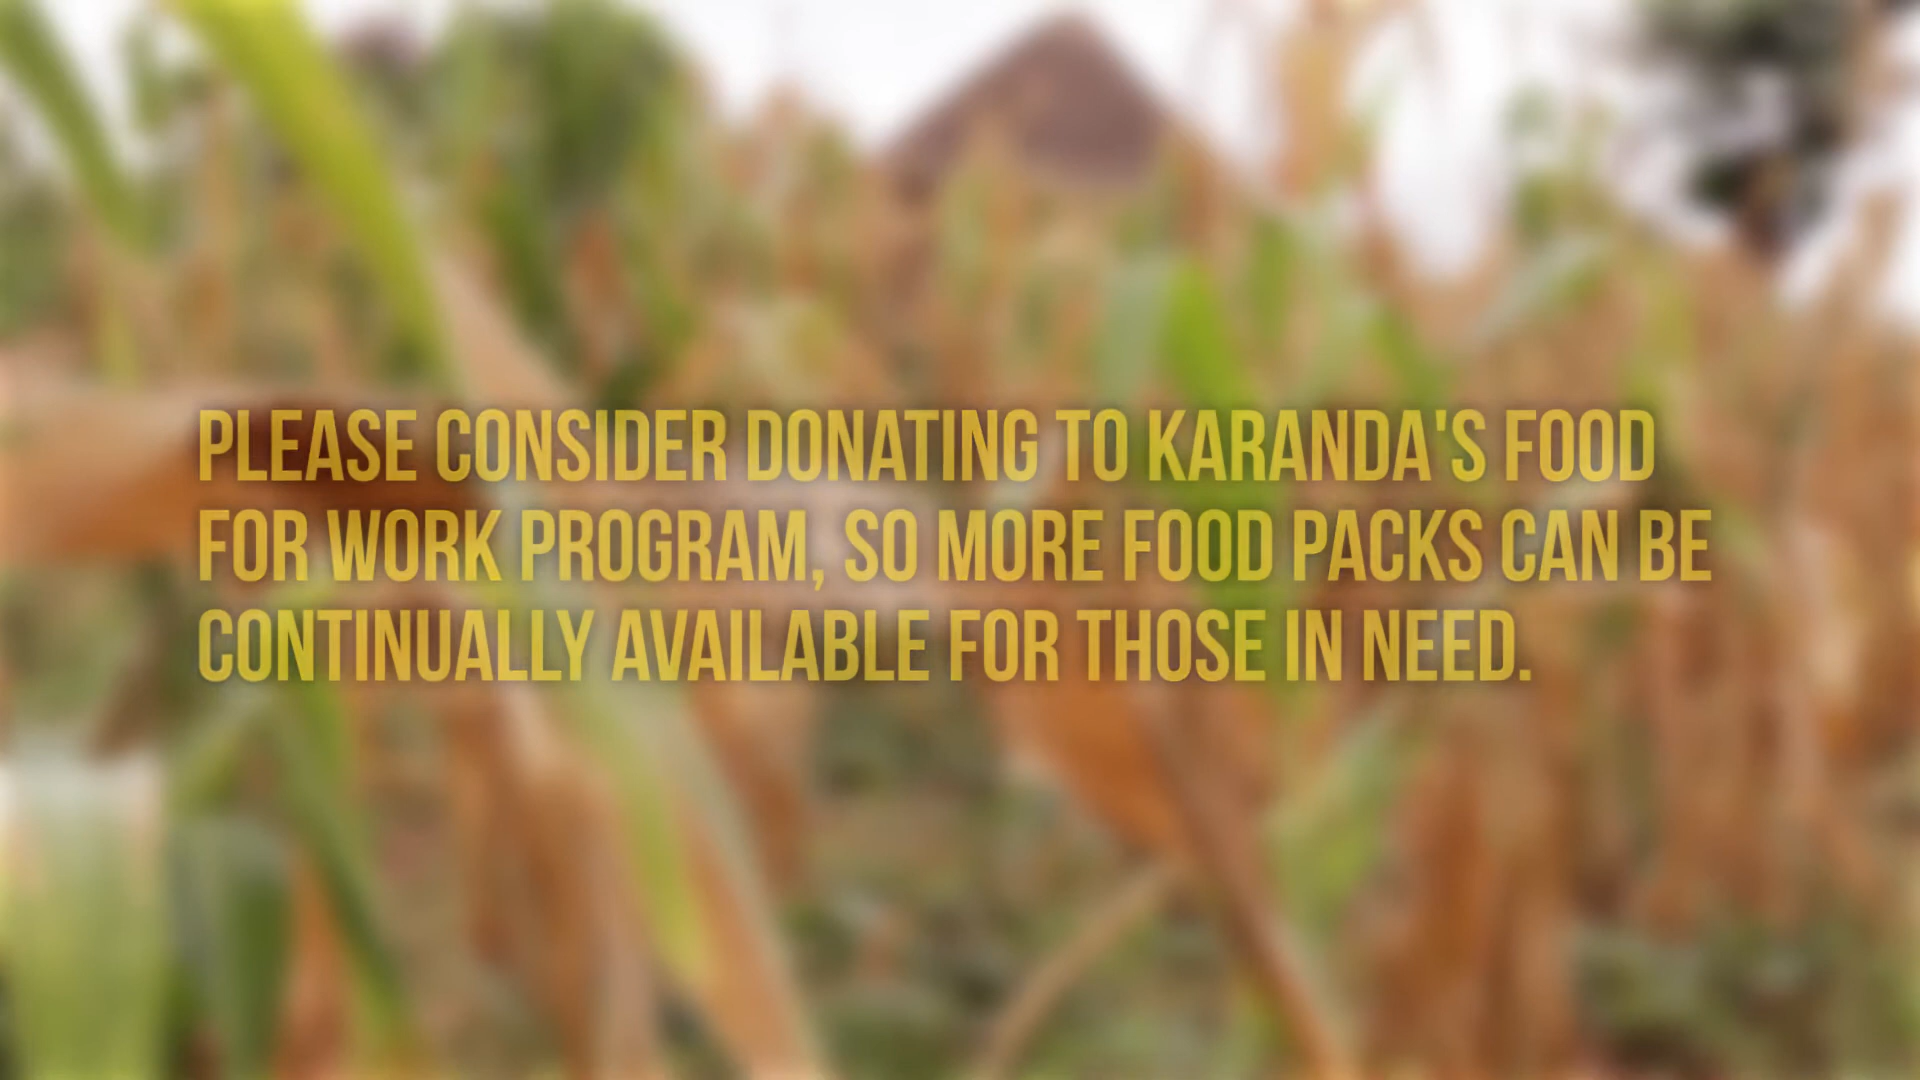 PLEASE CONSIDER DONATING TO KARANDA'S FOOD
FOR WORK PROGRAM, SO MORE FOOD PACKS CAN BE
CONTINUALLY AVAILABLE FOR THOSE IN NEED.